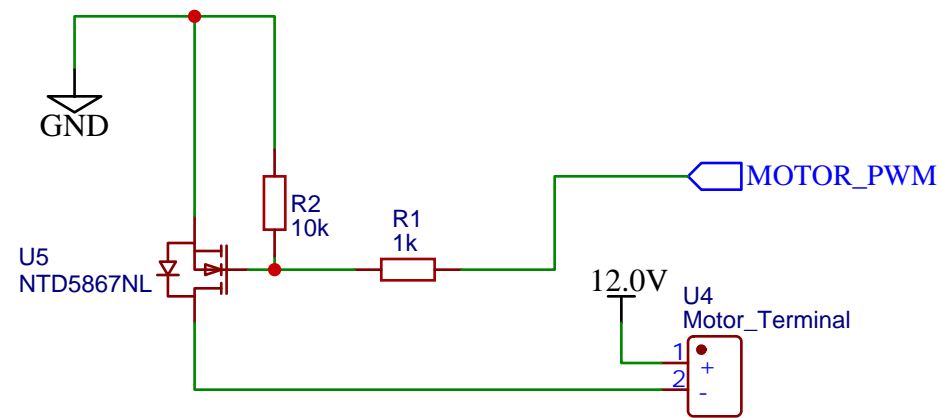 GND
MOTOR_PWM
R2
10k
R1
1k
U5
NTD5867NL
12.0V
U4
Motor_Terminal
1
+
2
-